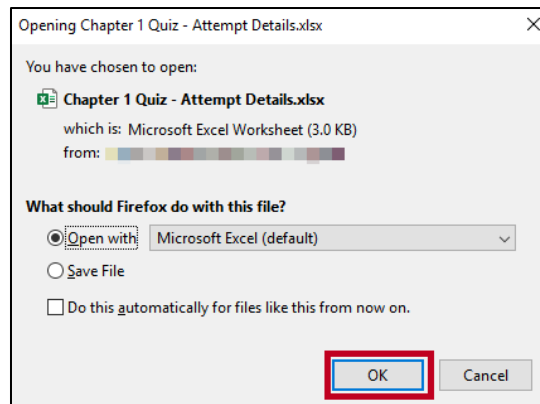 Opening Chapter 1 Quiz - Attempt Details.xlsx
You have chosen to open:
Chapter 1 Quiz - Attempt Details.xlsx
which is: Microsoft Excel Worksheet (3.0 KB)
from:
What should Firefox do with this file?
Open with Microsoft Excel (default)
Save File
Do this automatically for files like this from now on.
OK Cancel